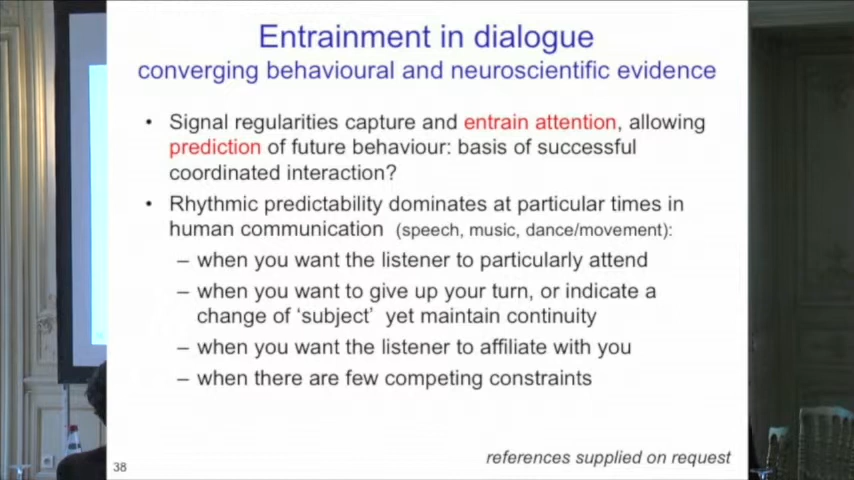 Entrainment in dialogue
converging behavioural and neuroscientific evidence
• Signal regularities capture and entrain attention, allowing
prediction of future behaviour: basis of successful
coordinated interaction?
• Rhythmic predictability dominates at particular times in
human communication (speech, music, dance/movement):
– when you want the listener to particularly attend
– when you want to give up your turn, or indicate a
change of ‘subject’ yet maintain continuity
– when you want the listener to affiliate with you
– when there are few competing constraints
38
references supplied on request